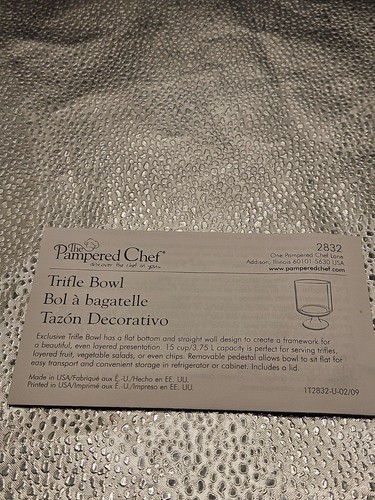 The
Pampered Chef®
discover the chef in you™
2832
One Pampered Chef Lane
Addison, Illinois 60101-5630 USA
www.pamperedchef.com
Trifle Bowl
Bol à bagatelle
Tazón Decorativo
Exclusive Trifle Bowl has a flat bottom and straight wall design to create a framework for
a beautiful, even layered presentation. 15 cup/3.75 L capacity is perfect for serving trifles,
layered fruit, vegetable salads, or even chips. Removable pedestal allows bowl to sit flat for
easy transport and convenient storage in refrigerator or cabinet. Includes a lid.
Made in USA/Fabriqué aux É.-U./Hecho en EE. UU.
Printed in USA/Imprimé aux É.-U./Impresa en EE. UU.
1T2832-U-02/09